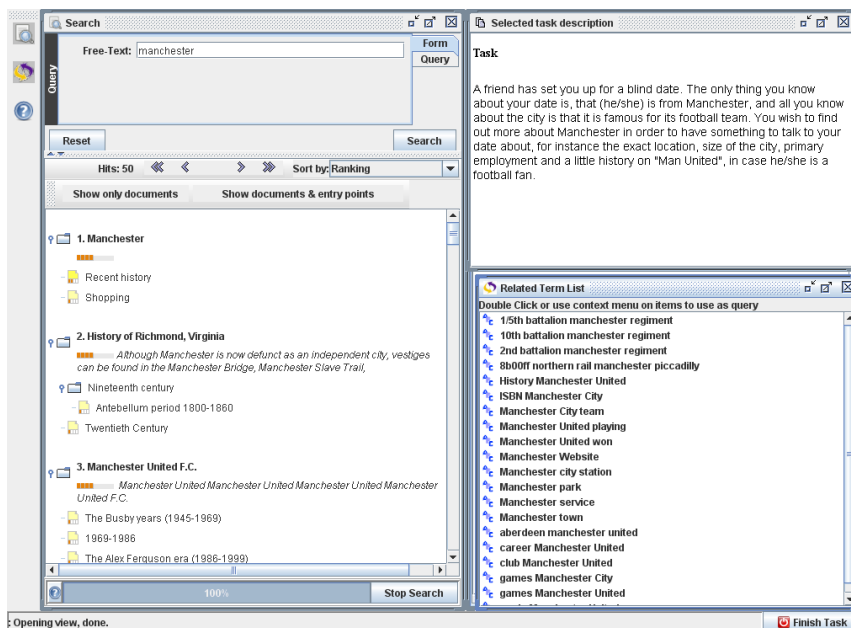 Search
Free-Text: manchester
Form
Query
Query
Reset
Search
Hits: 50
Sort by: Ranking
Show only documents
Show documents & entry points
1. Manchester
Recent history
Shopping
2. History of Richmond, Virginia
Although Manchester is now defunct as an independent city, vestiges
can be found in the Manchester Bridge, Manchester Slave Trail,
Nineteenth century
Antebellum period 1800-1860
Twentieth Century
3. Manchester United F.C.
Manchester United Manchester United Manchester United Manchester
United F.C.
The Busby years (1945-1969)
1969-1986
The Alex Ferguson era (1986-1999)
100%
Stop Search
Selected task description
Task
A friend has set you up for a blind date. The only thing you know
about your date is, that (he/she) is from Manchester, and all you know
about the city is that it is famous for its football team. You wish to find
out more about Manchester in order to have something to talk to your
date about, for instance the exact location, size of the city, primary
employment and a little history on "Man United", in case he/she is a
football fan.
Related Term List
Double Click or use context menu on items to use as query
1/5th battalion manchester regiment
10th battalion manchester regiment
2nd battalion manchester regiment
8b00ff northern rail manchester piccadilly
History Manchester United
ISBN Manchester City
Manchester City team
Manchester United playing
Manchester United won
Manchester Website
Manchester city station
Manchester park
Manchester service
Manchester town
aberdeen manchester united
career Manchester United
club Manchester United
games Manchester City
games Manchester United
: Opening view, done.
Finish Task